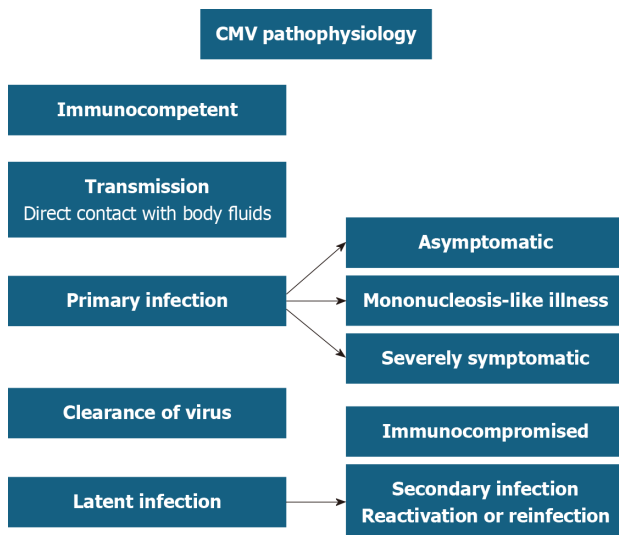 CMV pathophysiology
Immunocompetent
Transmission
Direct contact with body fluids
Primary infection
Asymptomatic
Mononucleosis-like illness
Severely symptomatic
Clearance of virus
Immunocompromised
Latent infection
Secondary infection
Reactivation or reinfection